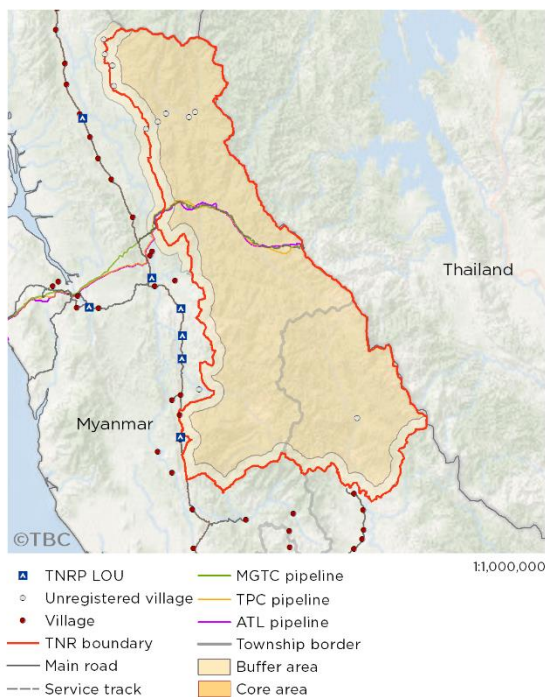 Thailand
Myanmar
©TBC
1:1,000,000
TNRP LOU
Unregistered village
Village
TNR boundary
Main road
Service track
MGTC pipeline
TPC pipeline
ATL pipeline
Township border
Buffer area
Core area